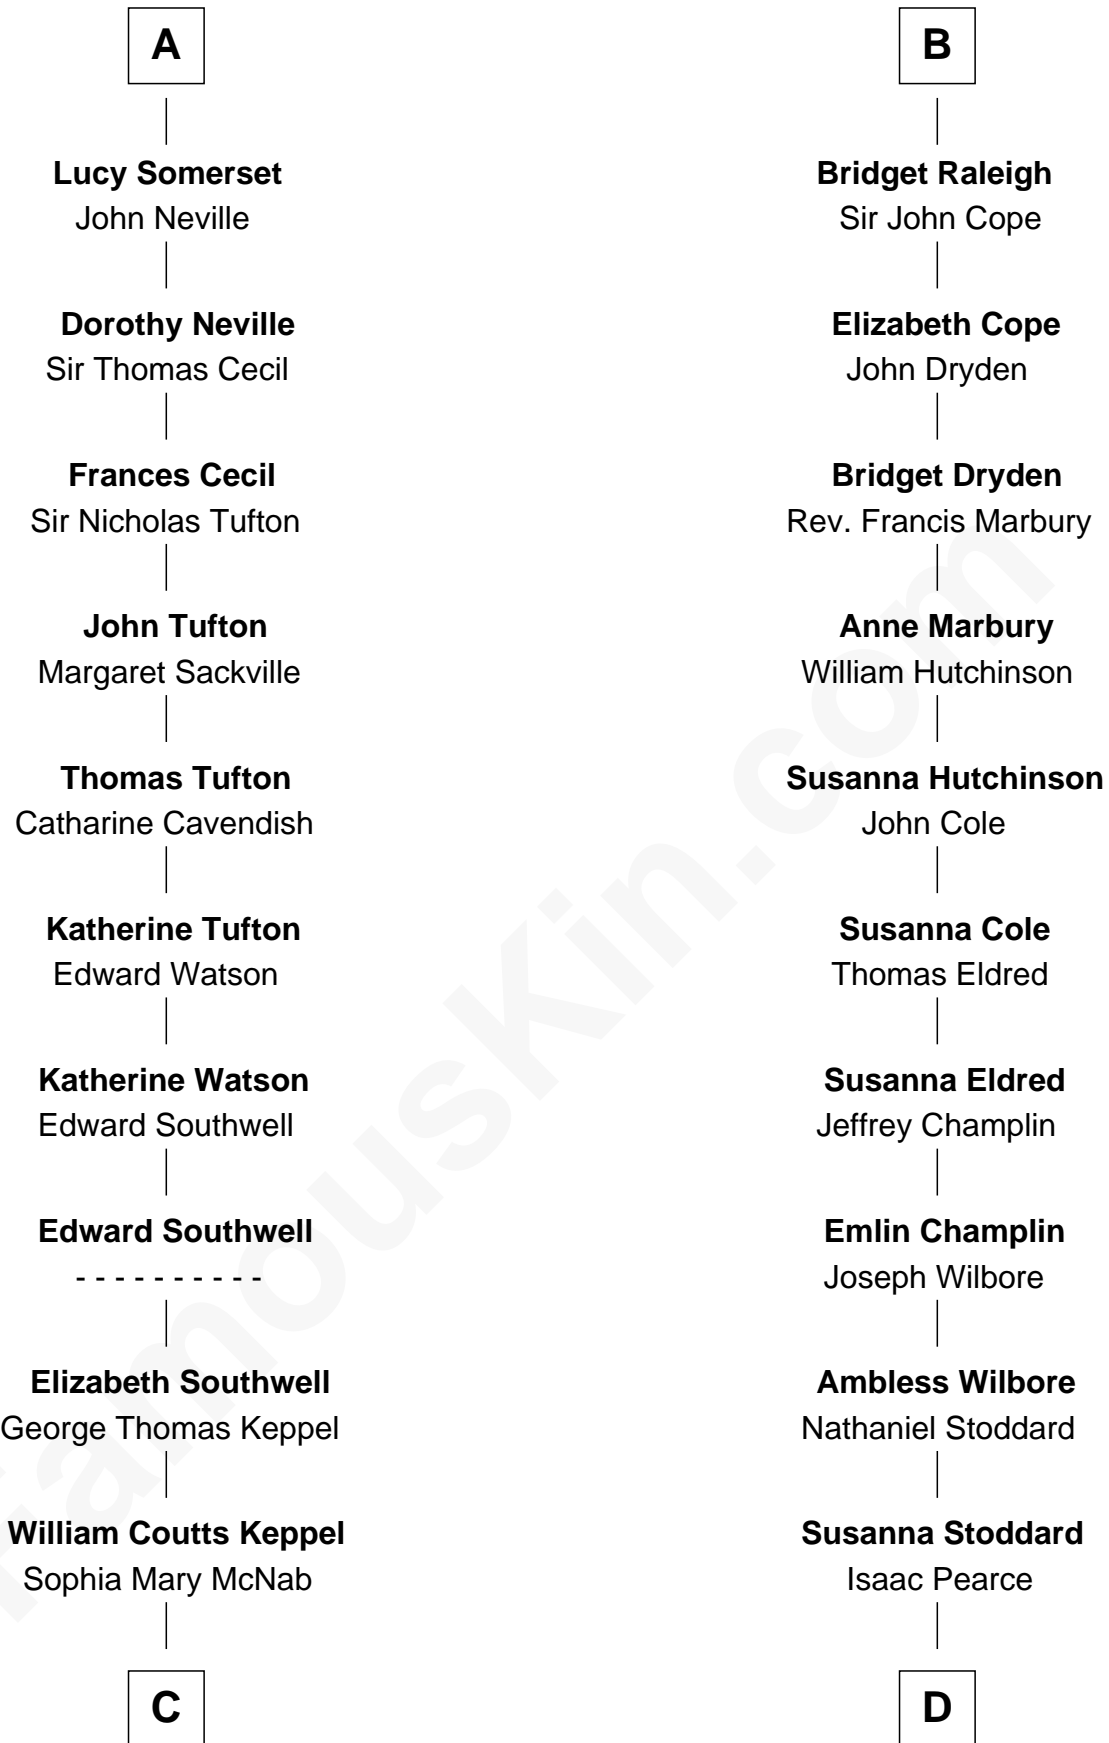 A
Lucy Somerset
John Neville
Dorothy Neville
Sir Thomas Cecil
Frances Cecil
Sir Nicholas Tufton
John Tufton
Margaret Sackville
Thomas Tufton
Catharine Cavendish
Katherine Tufton
Edward Watson
Katherine Watson
Edward Southwell
Edward Southwell
- - - - - - - - - -
Elizabeth Southwell
George Thomas Keppel
William Coutts Keppel
Sophia Mary McNab
C
B
Bridget Raleigh
Sir John Cope
Elizabeth Cope
John Dryden
Bridget Dryden
Rev. Francis Marbury
Anne Marbury
William Hutchinson
Susanna Hutchinson
John Cole
Susanna Cole
Thomas Eldred
Susanna Eldred
Jeffrey Champlin
Emlin Champlin
Joseph Wilbore
Ambless Wilbore
Nathaniel Stoddard
Susanna Stoddard
Isaac Pearce
D
FamousKin.com